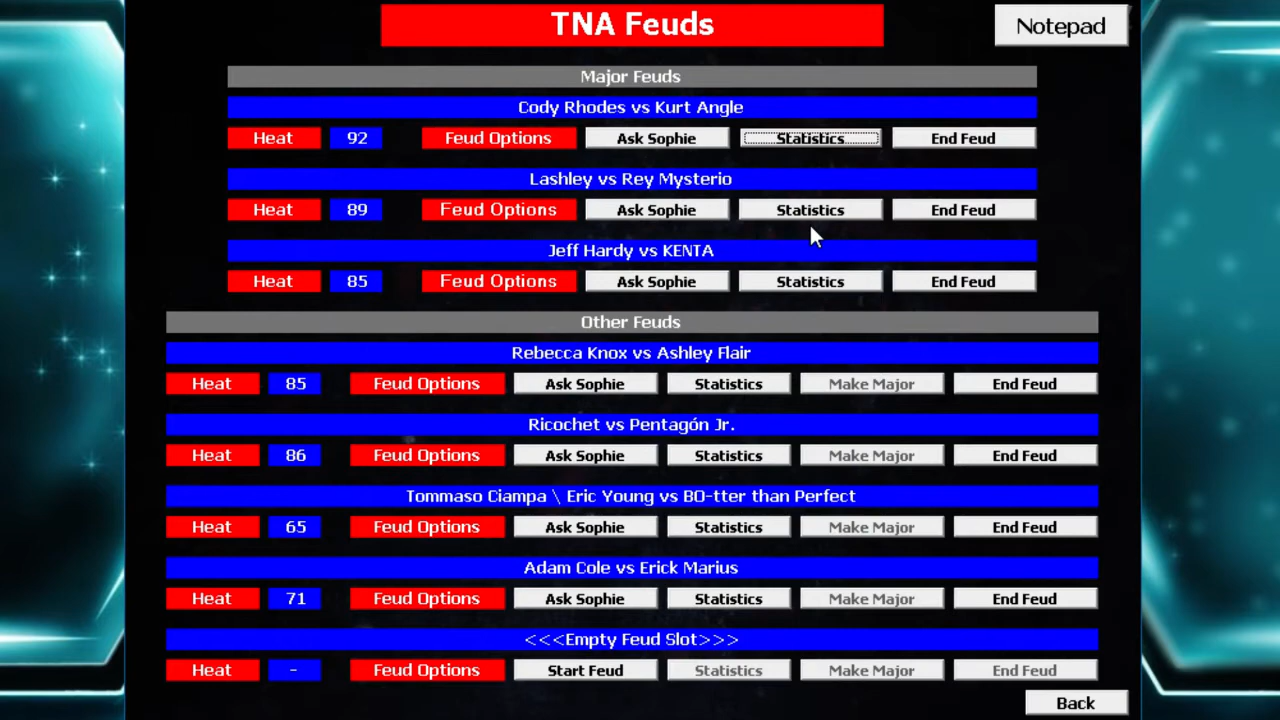 TNA Feuds
Notepad
Major Feuds
Cody Rhodes vs Kurt Angle
Heat 92 Feud Options Ask Sophie Statistics End Feud
Lashley vs Rey Mysterio
Heat 89 Feud Options Ask Sophie Statistics End Feud
Jeff Hardy vs KENTA
Heat 85 Feud Options Ask Sophie Statistics End Feud
Other Feuds
Rebecca Knox vs Ashley Flair
Heat 85 Feud Options Ask Sophie Statistics Make Major End Feud
Ricochet vs Pentagón Jr.
Heat 86 Feud Options Ask Sophie Statistics Make Major End Feud
Tommaso Ciampa \ Eric Young vs BO-tter than Perfect
Heat 65 Feud Options Ask Sophie Statistics Make Major End Feud
Adam Cole vs Erick Marius
Heat 71 Feud Options Ask Sophie Statistics Make Major End Feud
<<<Empty Feud Slot>>>
Heat - Feud Options Start Feud Statistics Make Major End Feud
Back